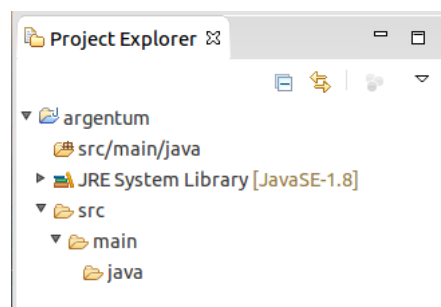 Project Explorer
argentum
src/main/java
JRE System Library [JavaSE-1.8]
src
main
java